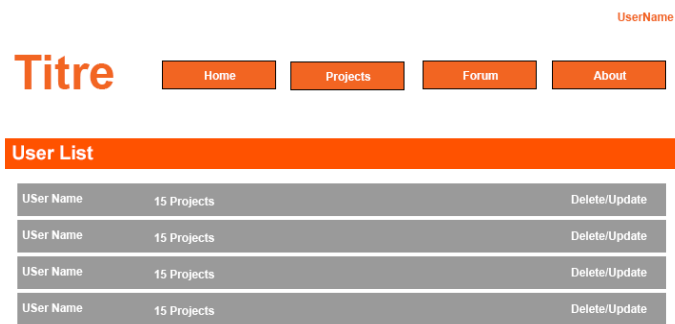 UserName
Titre
Home Projects Forum About
User List
USer Name 15 Projects Delete/Update
USer Name 15 Projects Delete/Update
USer Name 15 Projects Delete/Update
USer Name 15 Projects Delete/Update